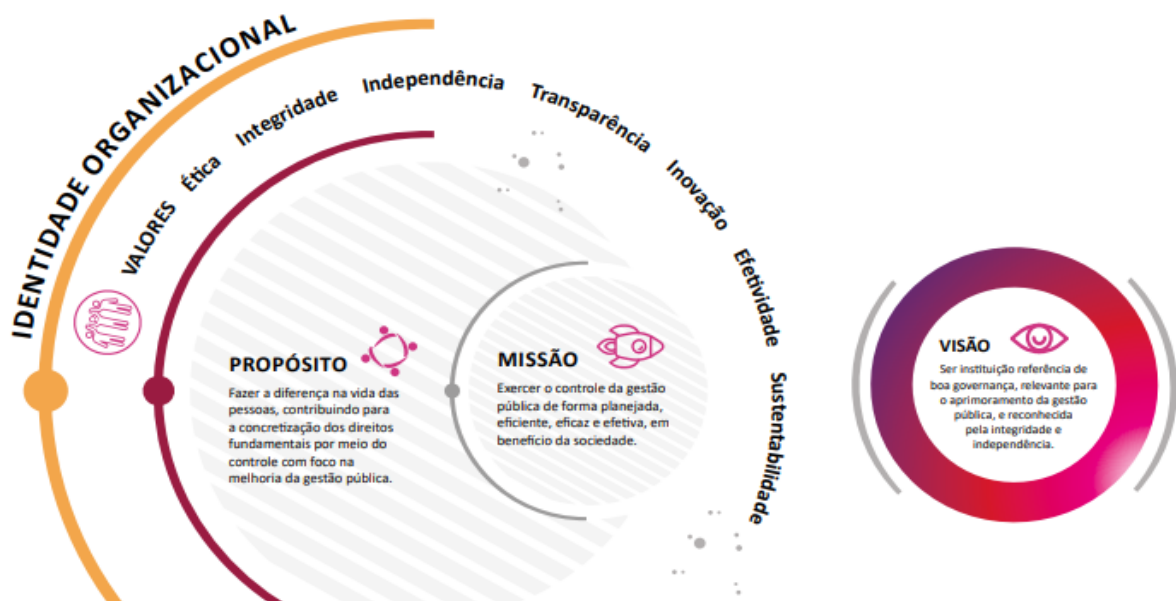 IDENTIDADE ORGANIZACIONAL
VALORES Ética Integridade Independência Transparência Inovação Efetividade Sustentabilidade
PROPÓSITO
Fazer a diferença na vida das
pessoas, contribuindo para
a concretização dos direitos
fundamentais por meio do
controle com foco na
melhoria da gestão pública.
MISSÃO
Exercer o controle da gestão
pública de forma planejada,
eficiente, eficaz e efetiva, em
benefício da sociedade.
VISÃO
Ser instituição referência de
boa governança, relevante para
o aprimoramento da gestão
pública, e reconhecida
pela integridade e
independência.